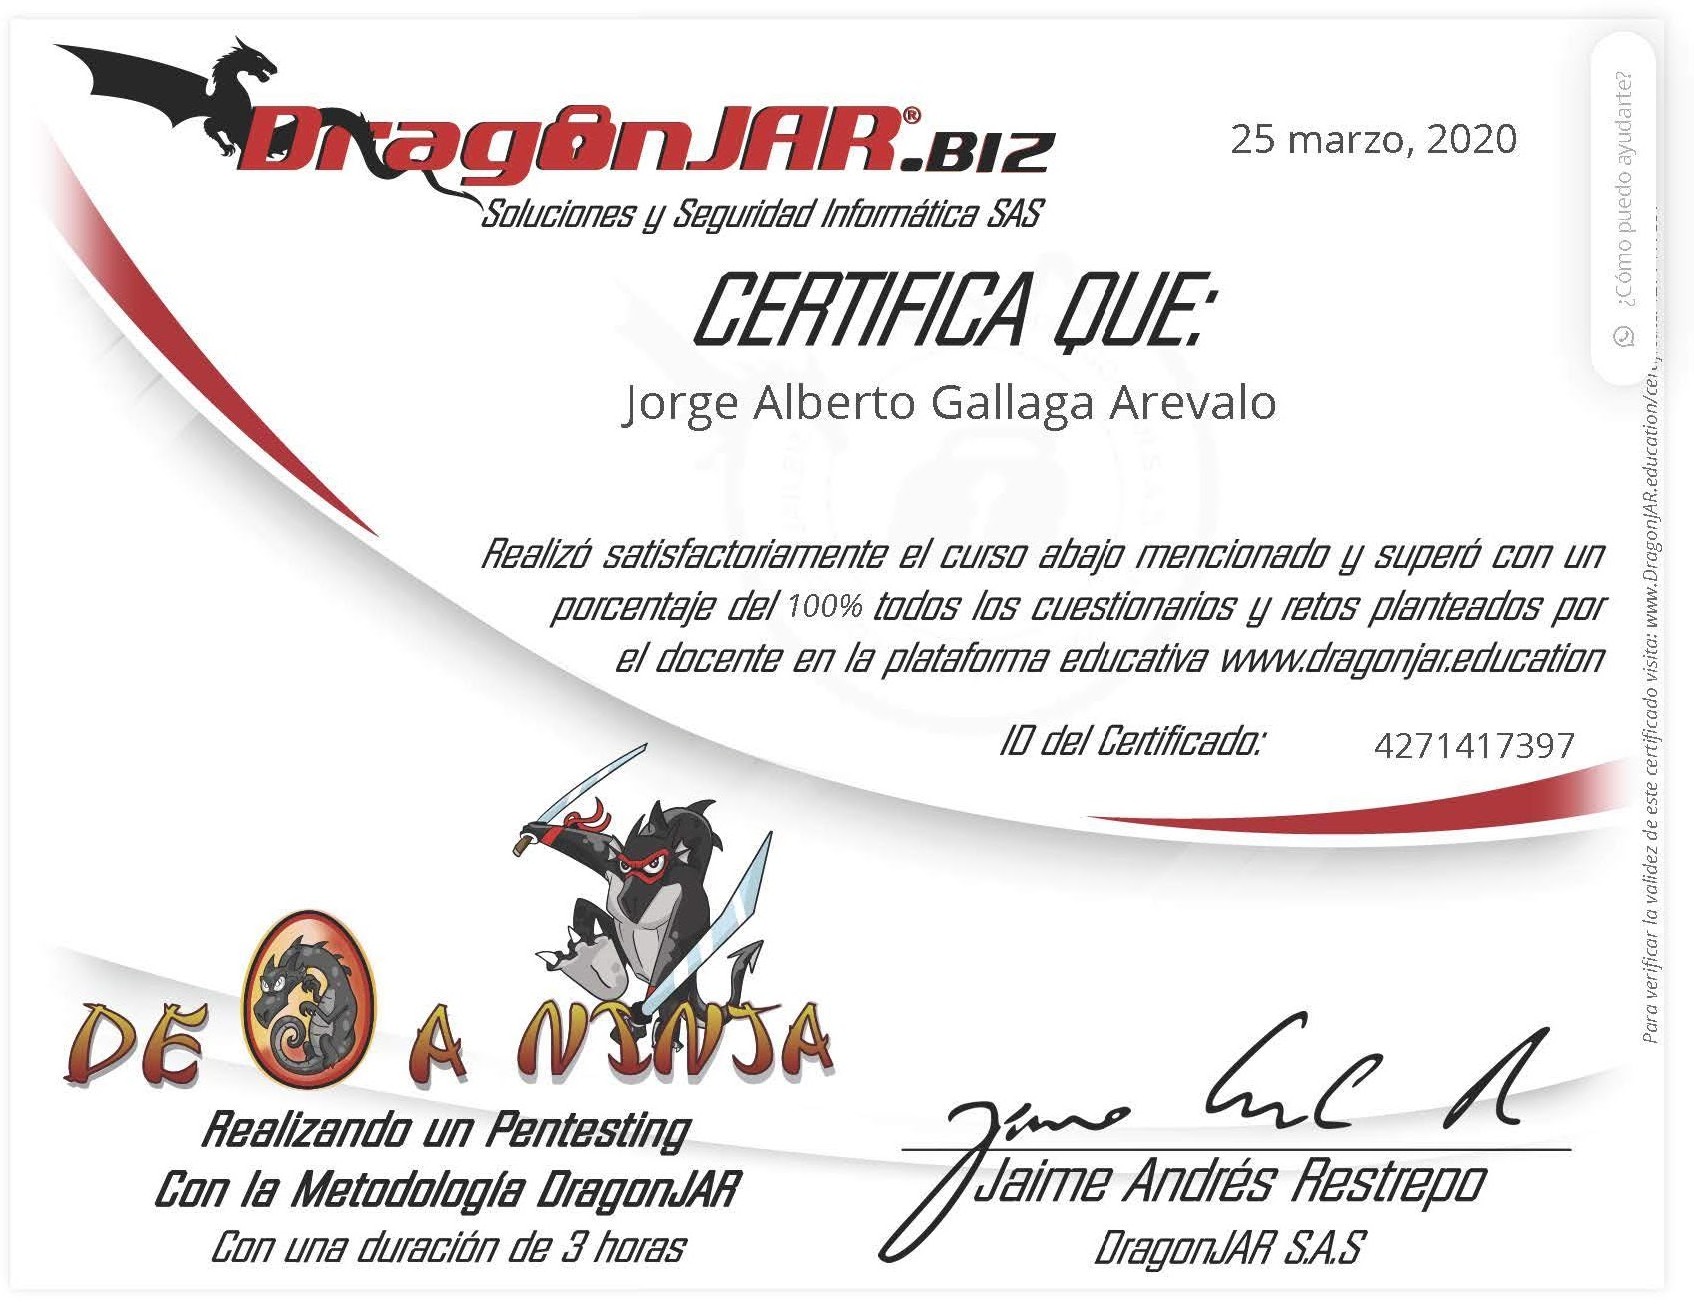 DragonJAR®.BIZ
Soluciones y Seguridad Informática SAS
25 marzo, 2020
CERTIFICA QUE:
Jorge Alberto Gallaga Arevalo
Realizó satisfactoriamente el curso abajo mencionado y superó con un
porcentaje del 100% todos los cuestionarios y retos planteados por
el docente en la plataforma educativa www.dragonjar.education
ID del Certificado: 4271417397
DE 0 A NINJA
Realizando un Pentesting
Con la Metodología DragonJAR
Con una duración de 3 horas
Jaime Andrés Restrepo
DragonJAR S.A.S
¿Cómo puedo ayudarte?
Para verificar la validez de este certificado visita: www.DragonJAR.education/cer